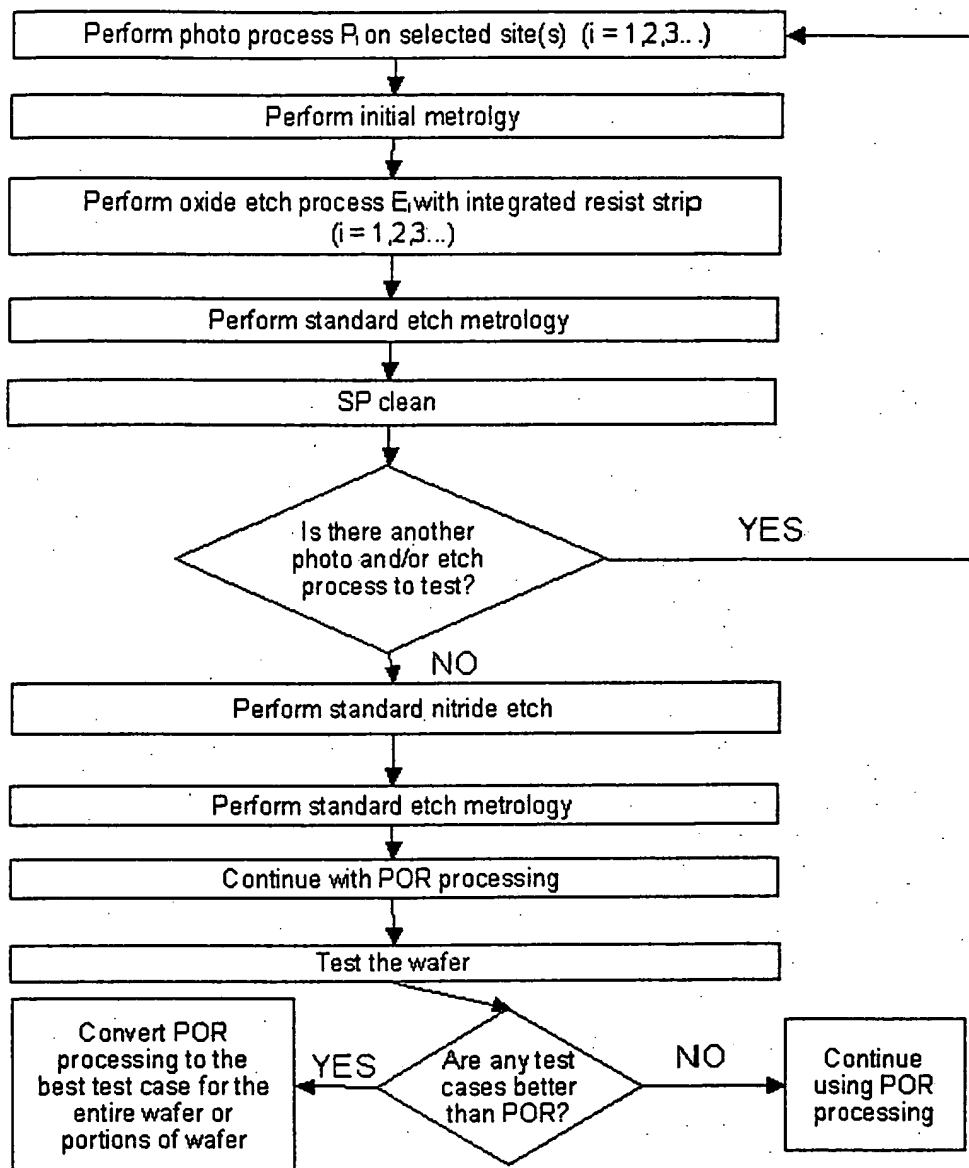 Perform photo process Pi on selected site(s) (i = 1,2,3...)
Perform initial metrolgy
Perform oxide etch process Ei with integrated resist strip
(i = 1,2,3...)
Perform standard etch metrology
SP clean
Is there another
photo and/or etch
process to test?
YES
NO
Perform standard nitride etch
Perform standard etch metrology
Continue with POR processing
Test the wafer
Convert POR
processing to the
best test case for the
entire wafer or
portions of wafer
YES
Are any test
cases better
than POR?
NO
Continue
using POR
processing